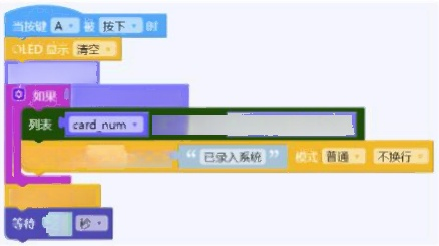 当按键 A 被 按下 时
OLED 显示 清空
如果
列表 card_num
“ 已录入系统 ” 模式 普通 不换行
等待 秒